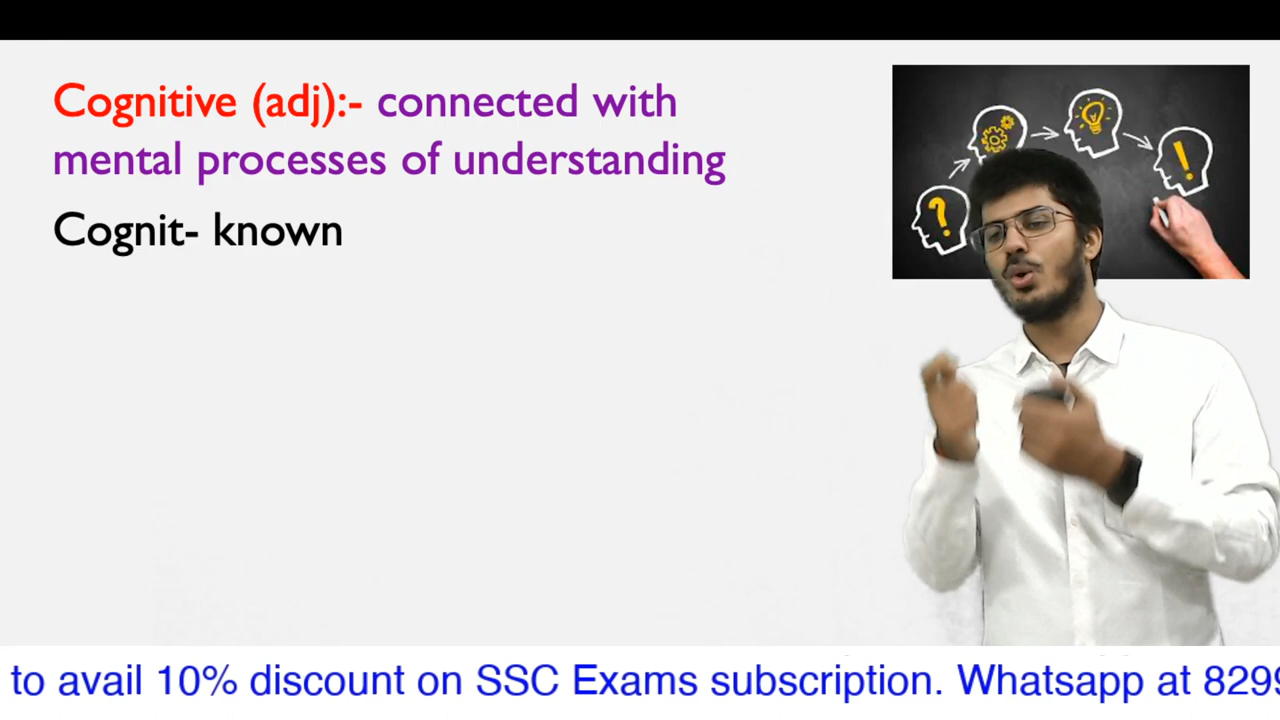 Cognitive (adj):- connected with
mental processes of understanding
Cognit- known
to avail 10% discount on SSC Exams subscription. Whatsapp at 829